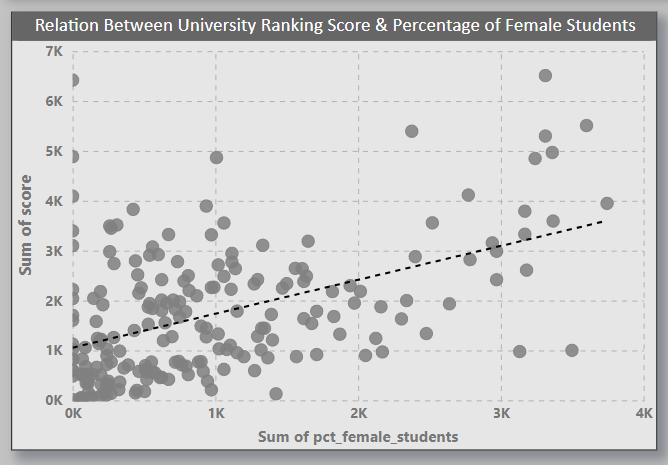 Relation Between University Ranking Score & Percentage of Female Students
7K
6K
5K
4K
3K
2K
1K
0K
Sum of score
0K 1K 2K 3K 4K
Sum of pct_female_students